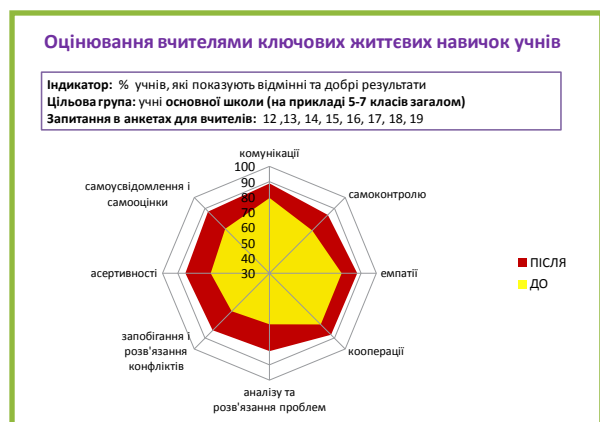 Оцінювання вчителями ключових життєвих навичок учнів
Індикатор: % учнів, які показують відмінні та добрі результати
Цільова група: учні основної школи (на прикладі 5-7 класів загалом)
Запитання в анкетах для вчителів: 12 ,13, 14, 15, 16, 17, 18, 19
комунікації
самоконтролю
емпатії
кооперації
аналізу та
розв'язання проблем
запобігання і
розв'язання
конфліктів
асертивності
самоусвідомлення і
самооцінки
100
90
80
70
60
50
40
30
ПІСЛЯ
ДО